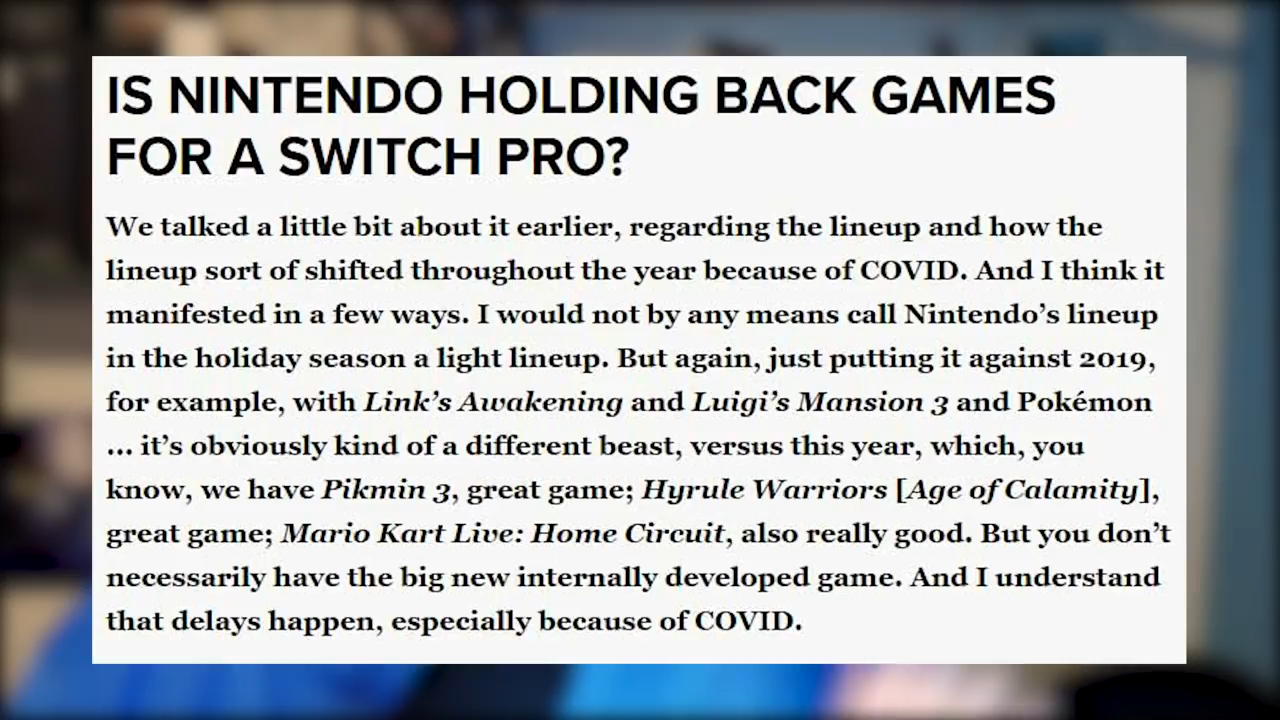 IS NINTENDO HOLDING BACK GAMES
FOR A SWITCH PRO?
We talked a little bit about it earlier, regarding the lineup and how the
lineup sort of shifted throughout the year because of COVID. And I think it
manifested in a few ways. I would not by any means call Nintendo’s lineup
in the holiday season a light lineup. But again, just putting it against 2019,
for example, with Link’s Awakening and Luigi’s Mansion 3 and Pokémon
... it’s obviously kind of a different beast, versus this year, which, you
know, we have Pikmin 3, great game; Hyrule Warriors [Age of Calamity],
great game; Mario Kart Live: Home Circuit, also really good. But you don’t
necessarily have the big new internally developed game. And I understand
that delays happen, especially because of COVID.